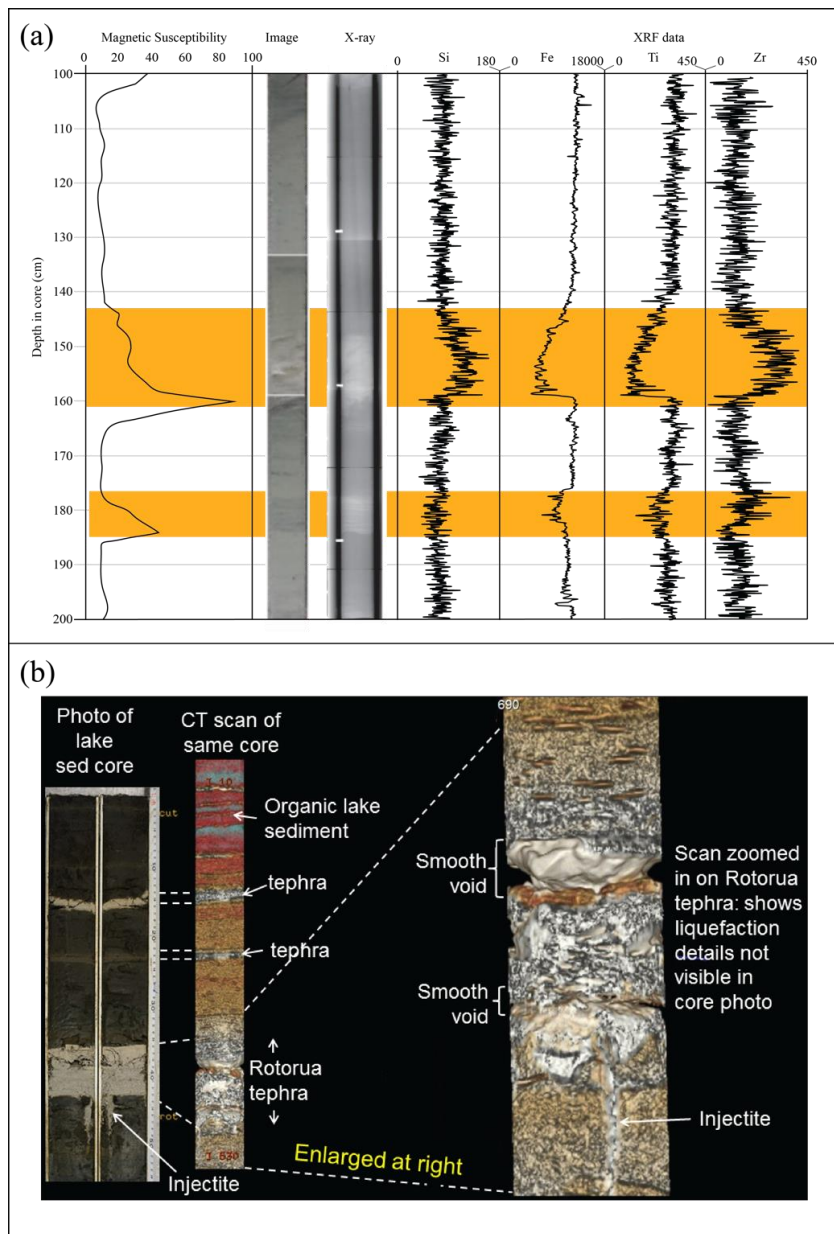 (a)
Magnetic Susceptibility Image X-ray XRF data
0 20 40 60 80 100
0 Si 180 0 Fe 18000 0 Ti 450 0 Zr 450
Depth in core (cm)
100
110
120
130
140
150
160
170
180
190
200
(b)
Photo of
lake
sed core
CT scan of
same core
cut
Organic lake
sediment
tephra
tephra
Rotorua
tephra
rot
Injectite
Enlarged at right
690
Smooth
void
Smooth
void
Scan zoomed
in on Rotorua
tephra: shows
liquefaction
details not
visible in
core photo
Injectite